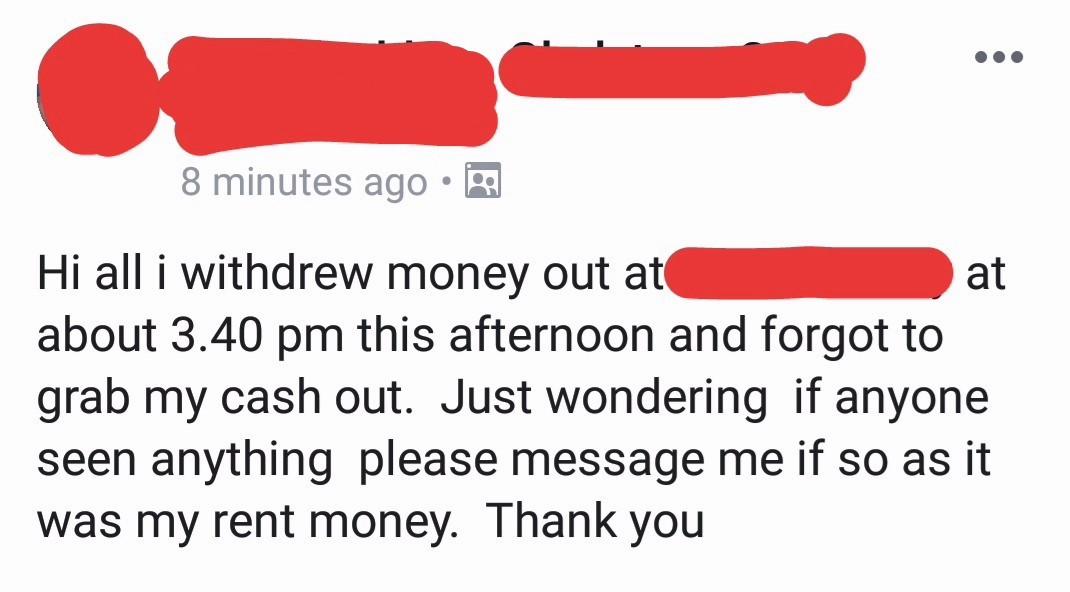 8 minutes ago •
Hi all i withdrew money out at at
about 3.40 pm this afternoon and forgot to
grab my cash out.  Just wondering  if anyone
seen anything  please message me if so as it
was my rent money.  Thank you